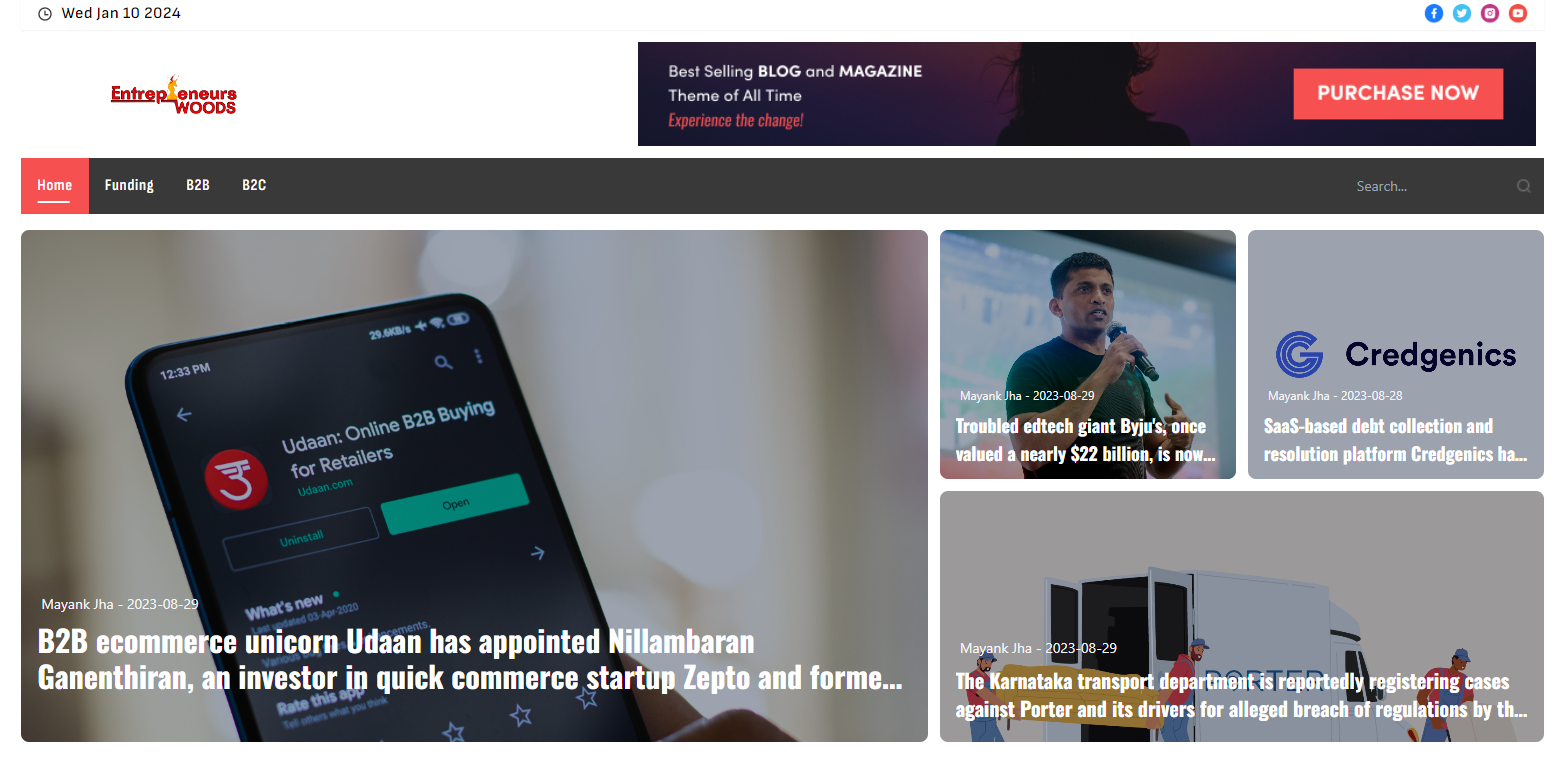 Wed Jan 10 2024
Entrepreneurs
WOODS
Best Selling BLOG and MAGAZINE
Theme of All Time
Experience the change!
PURCHASE NOW
Home
Funding
B2B
B2C
Search...
12:33 PM
29.6KB/s
उ
Udaan: Online B2B Buying
for Retailers
Udaan.com
Uninstall
Open
What's new
Last updated 03-Apr-2020
Mayank Jha - 2023-08-29
B2B ecommerce unicorn Udaan has appointed Nillambaran
Ganenthiran, an investor in quick commerce startup Zepto and forme...
Rate this app
Tell others what you think
Mayank Jha - 2023-08-29
Troubled edtech giant Byju's, once
valued a nearly $22 billion, is now...
Credgenics
Mayank Jha - 2023-08-28
SaaS-based debt collection and
resolution platform Credgenics ha...
PORTER
Mayank Jha - 2023-08-29
The Karnataka transport department is reportedly registering cases
against Porter and its drivers for alleged breach of regulations by th...